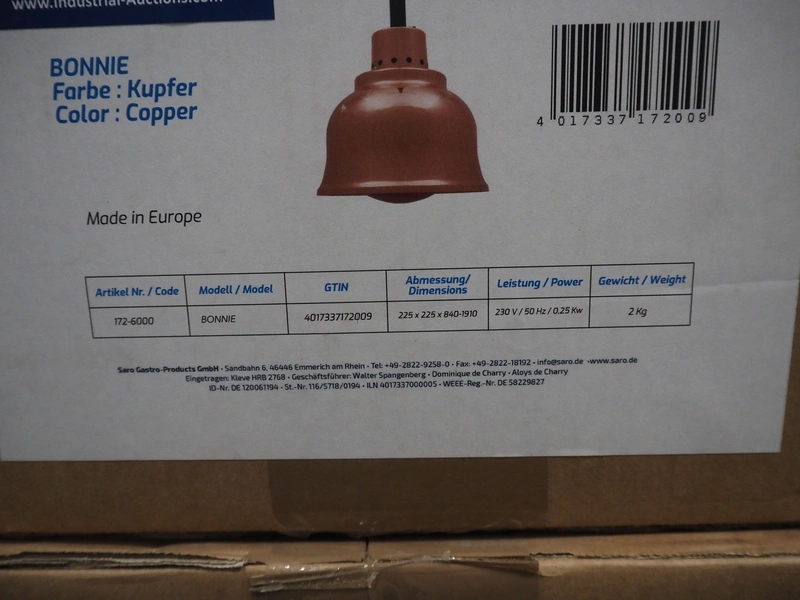 www.Industrial-Auctions.com
BONNIE
Farbe : Kupfer
Color : Copper
4 017337 172009
Made in Europe
Artikel Nr. / Code Modell / Model GTIN Abmessung/ Dimensions Leistung / Power Gewicht / Weight
172-6000 BONNIE 4017337172009 225 x 225 x 840-1910 230 V / 50 Hz / 0,25 Kw 2 Kg
Saro Gastro-Products GmbH • Sandbahn 6, 46446 Emmerich am Rhein • Tel: +49-2822-9258-0 • Fax: +49-2822-18192 • info@saro.de •www.saro.de
Eingetragen: Kleve HRB 2768 • Geschäftsführer: Walter Spangenberg • Dominique de Charry • Aloys de Charry
ID-Nr. DE 120061194 • St.-Nr. 116/5718/0194 • ILN 4017337000005 • WEEE-Reg.-Nr. DE 58229827